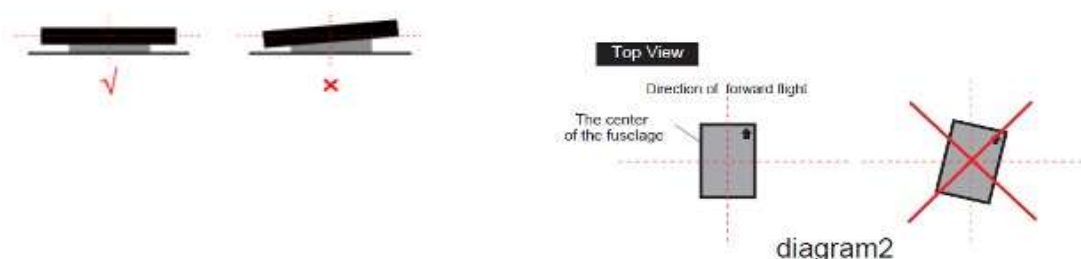 √
×
Top View
Direction of forward flight
The center
of the fuselage
diagram2